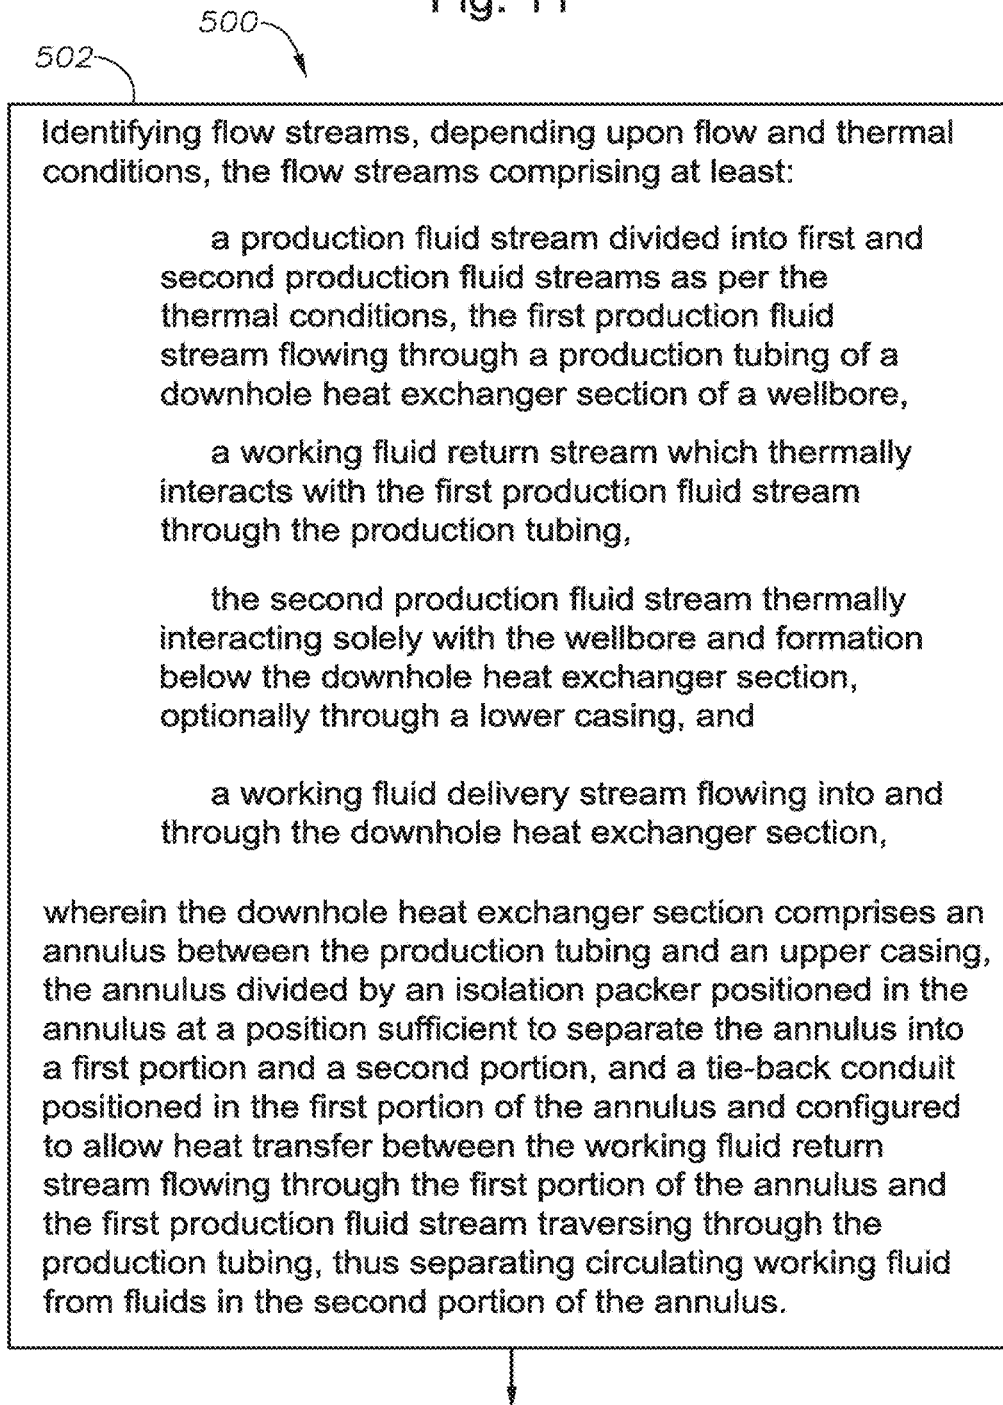 Fig. 11
500
502
Identifying flow streams, depending upon flow and thermal
conditions, the flow streams comprising at least:
a production fluid stream divided into first and
second production fluid streams as per the
thermal conditions, the first production fluid
stream flowing through a production tubing of a
downhole heat exchanger section of a wellbore,
a working fluid return stream which thermally
interacts with the first production fluid stream
through the production tubing,
the second production fluid stream thermally
interacting solely with the wellbore and formation
below the downhole heat exchanger section,
optionally through a lower casing, and
a working fluid delivery stream flowing into and
through the downhole heat exchanger section,
wherein the downhole heat exchanger section comprises an
annulus between the production tubing and an upper casing,
the annulus divided by an isolation packer positioned in the
annulus at a position sufficient to separate the annulus into
a first portion and a second portion, and a tie-back conduit
positioned in the first portion of the annulus and configured
to allow heat transfer between the working fluid return
stream flowing through the first portion of the annulus and
the first production fluid stream traversing through the
production tubing, thus separating circulating working fluid
from fluids in the second portion of the annulus.